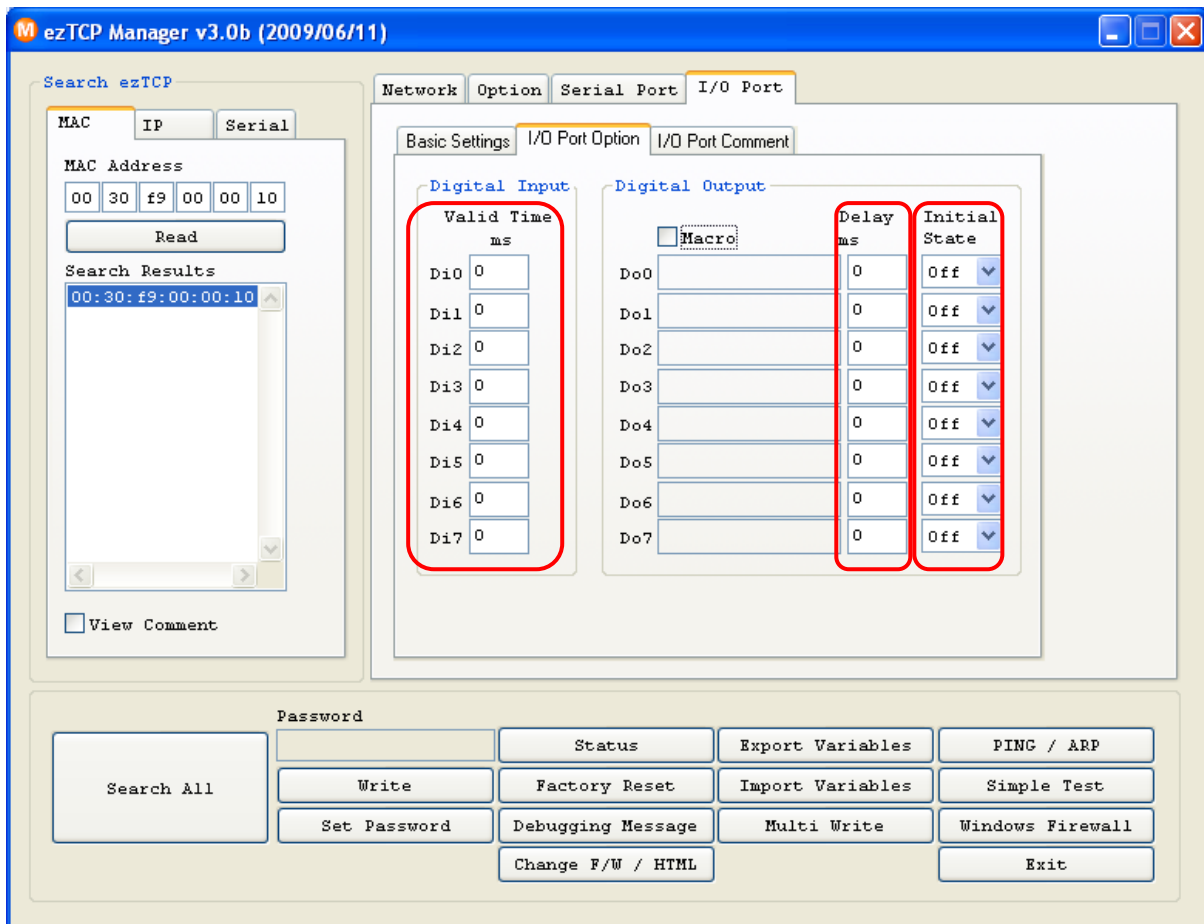 ezTCP Manager v3.0b (2009/06/11)
Search ezTCP
MAC IP Serial
MAC Address
00 30 f9 00 00 10
Read
Search Results
00:30:f9:00:00:10
View Comment
Network Option Serial Port I/O Port
Basic Settings I/O Port Option I/O Port Comment
Digital Input
Valid Time
ms
Di0 0
Di1 0
Di2 0
Di3 0
Di4 0
Di5 0
Di6 0
Di7 0
Digital Output
Macro
Delay
ms
Initial
State
Do0 0 Off
Do1 0 Off
Do2 0 Off
Do3 0 Off
Do4 0 Off
Do5 0 Off
Do6 0 Off
Do7 0 Off
Search All
Password
Write
Set Password
Status
Factory Reset
Debugging Message
Change F/W / HTML
Export Variables
Import Variables
Multi Write
PING / ARP
Simple Test
Windows Firewall
Exit